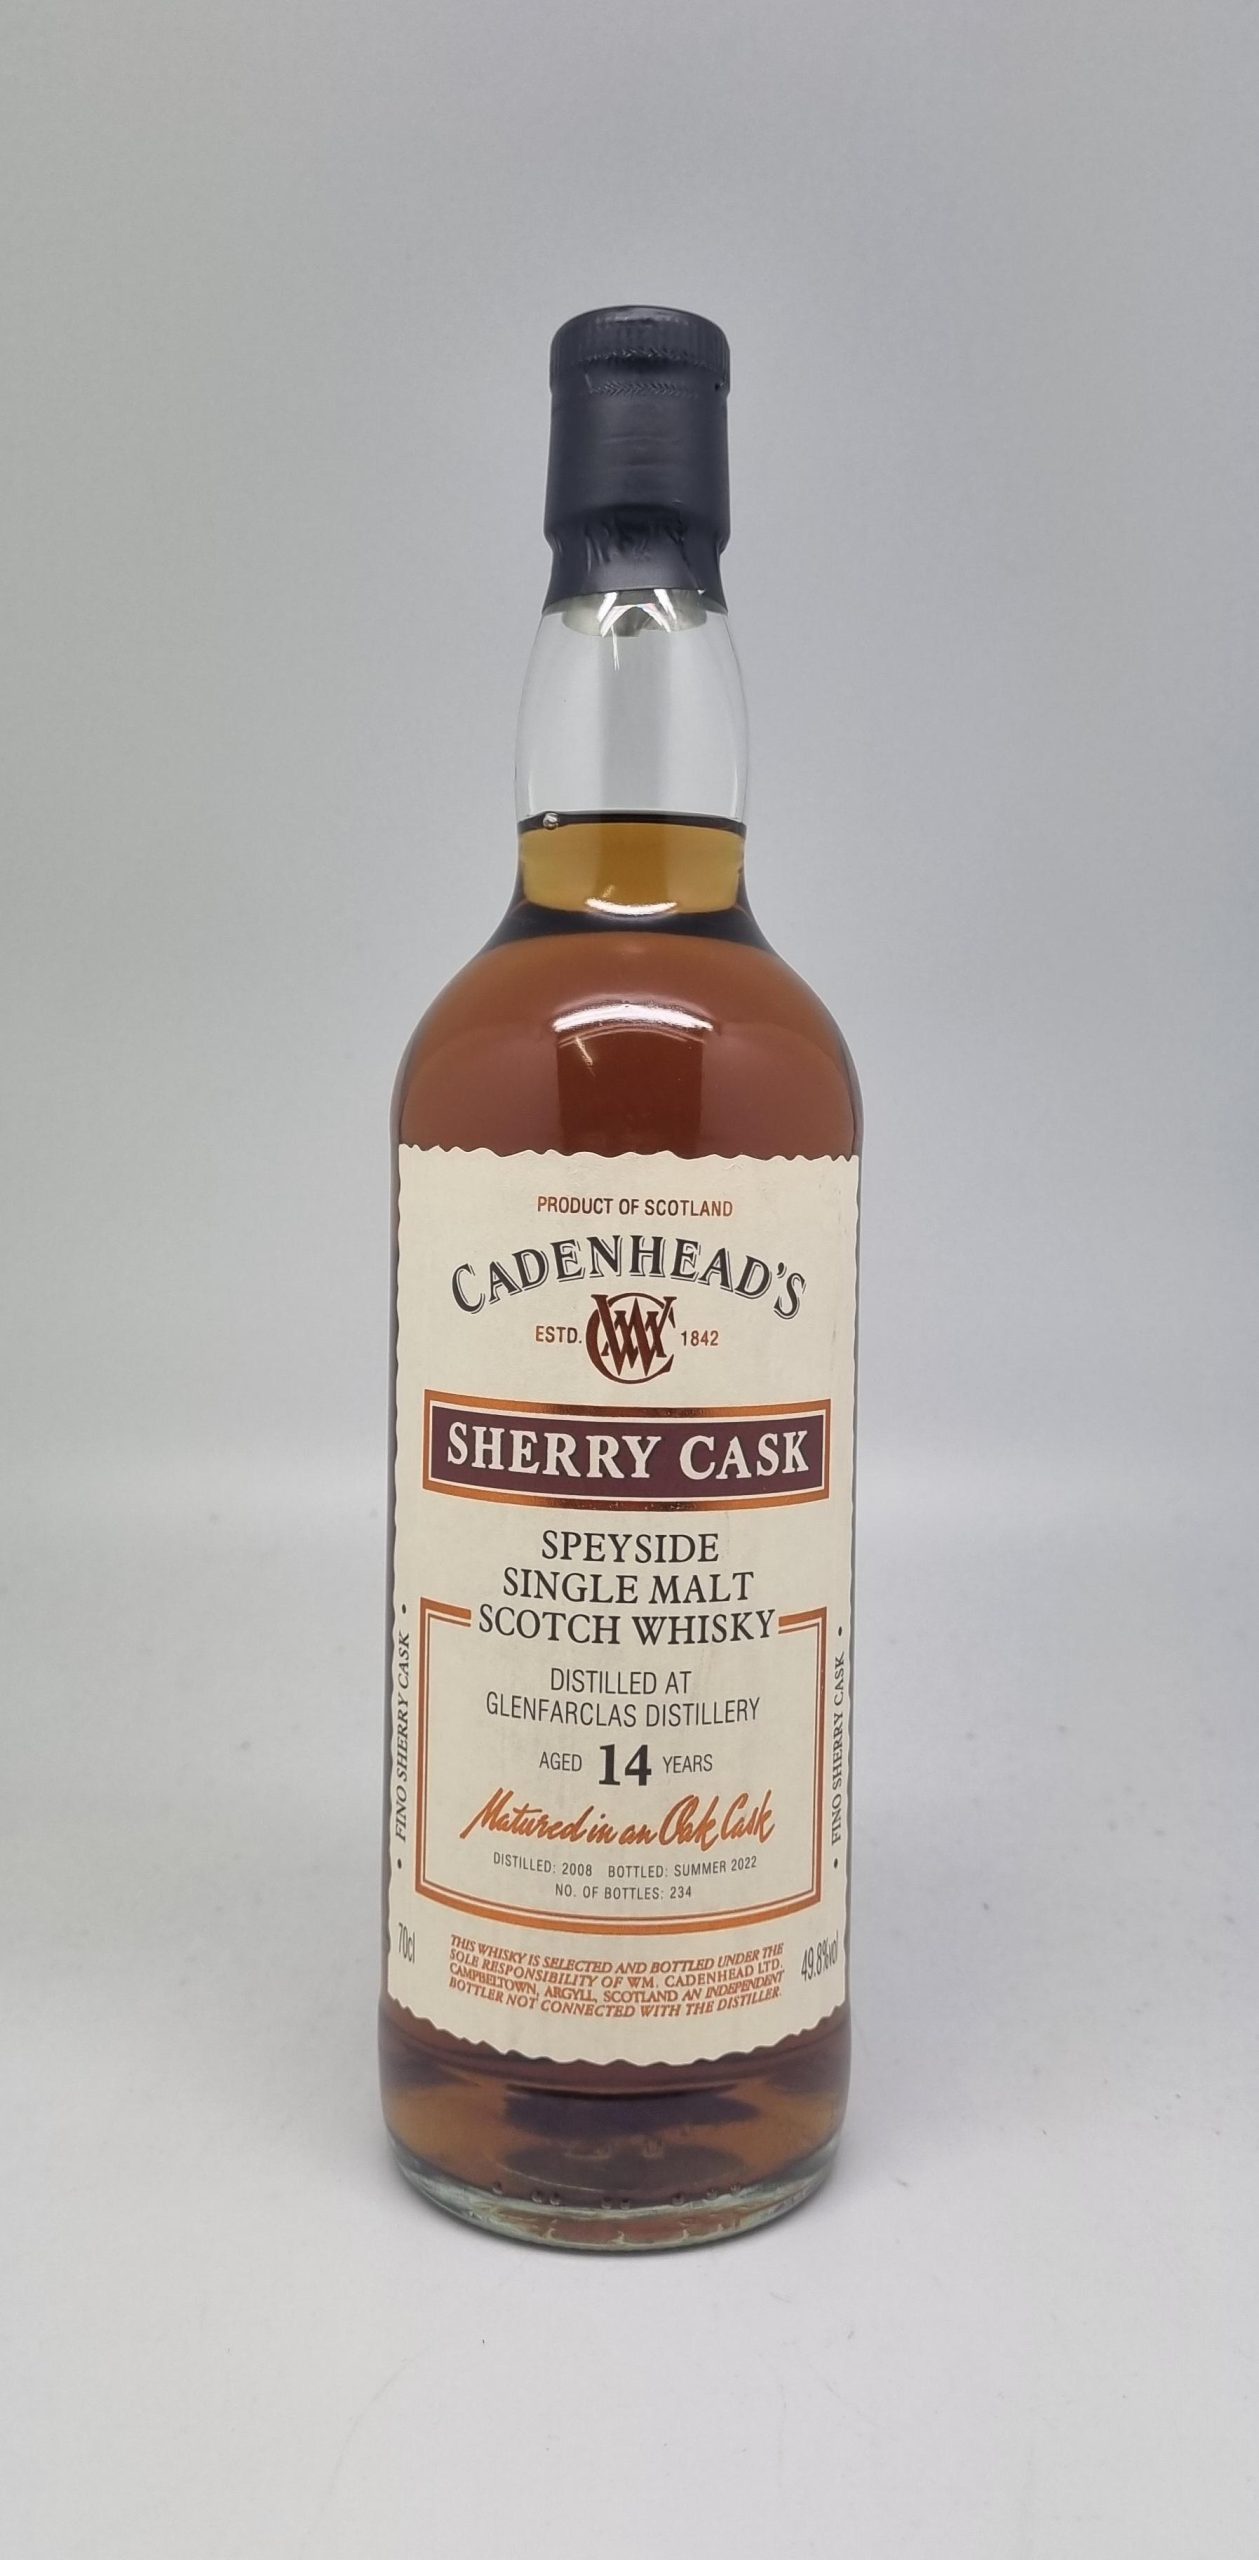 PRODUCT OF SCOTLAND
CADENHEAD'S
ESTD. WC 1842
SHERRY CASK
SPEYSIDE
SINGLE MALT
SCOTCH WHISKY
DISTILLED AT
GLENFARCLAS DISTILLERY
AGED 14 YEARS
Matured in an Oak Cask
DISTILLED: 2008 BOTTLED: SUMMER 2022
NO. OF BOTTLES: 234
• FINO SHERRY CASK •
• FINO SHERRY CASK •
70cl
THIS WHISKY IS SELECTED AND BOTTLED UNDER THE
SOLE RESPONSIBILITY OF WM. CADENHEAD LTD.
CAMPBELTOWN, ARGYLL, SCOTLAND AN INDEPENDENT
BOTTLER NOT CONNECTED WITH THE DISTILLER.
49.8%vol